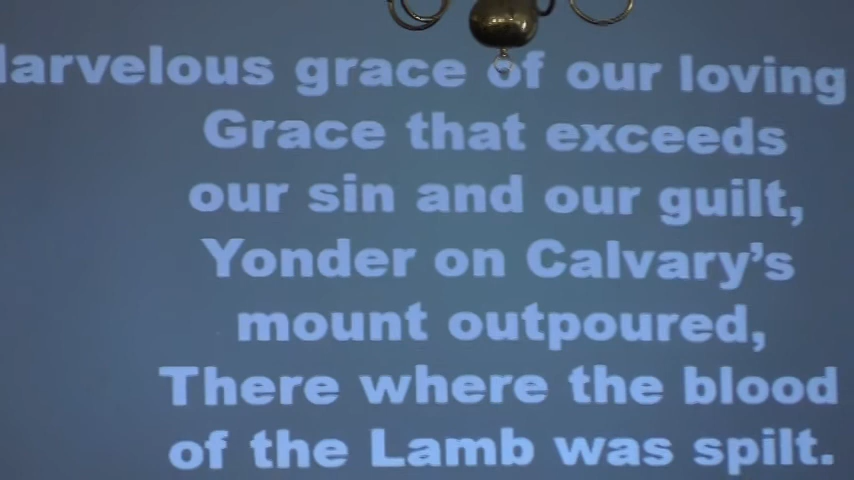 arvelous grace of our loving
Grace that exceeds
our sin and our guilt,
Yonder on Calvary's
mount outpoured,
There where the blood
of the Lamb was spilt.